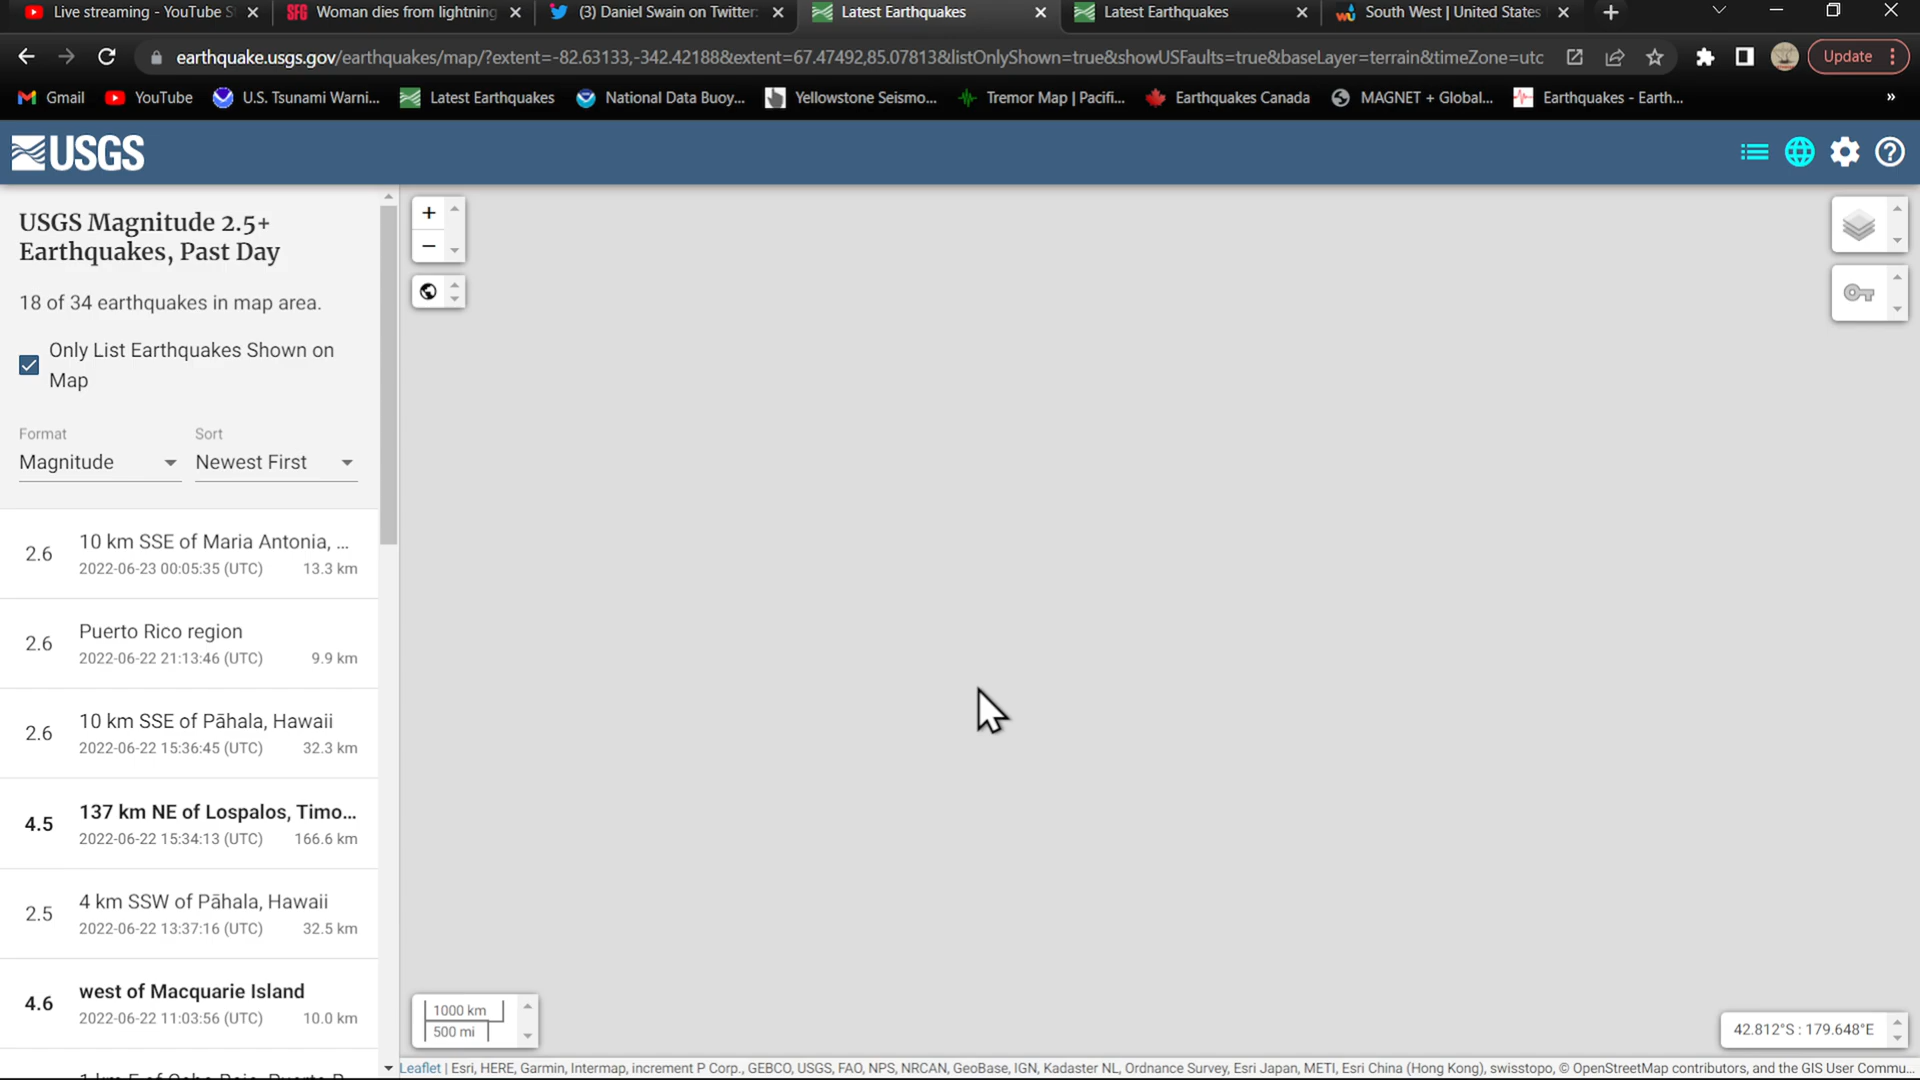 Live streaming - YouTube S
Woman dies from lightning
(3) Daniel Swain on Twitter:
Latest Earthquakes
Latest Earthquakes
South West | United States
earthquake.usgs.gov/earthquakes/map/?extent=-82.63133,-342.42188&extent=67.47492,85.07813&listOnlyShown=true&showUSFaults=true&baseLayer=terrain&timeZone=utc
Update
Gmail
YouTube
U.S. Tsunami Warni...
Latest Earthquakes
National Data Buoy...
Yellowstone Seismo...
Tremor Map | Pacifi...
Earthquakes Canada
MAGNET + Global...
Earthquakes - Earth...
»
USGS
USGS Magnitude 2.5+
Earthquakes, Past Day
18 of 34 earthquakes in map area.
Only List Earthquakes Shown on
Map
Format
Sort
Magnitude
Newest First
2.6
10 km SSE of Maria Antonia, ...
2022-06-23 00:05:35 (UTC) 13.3 km
2.6
Puerto Rico region
2022-06-22 21:13:46 (UTC) 9.9 km
2.6
10 km SSE of Pāhala, Hawaii
2022-06-22 15:36:45 (UTC) 32.3 km
4.5
137 km NE of Lospalos, Timo...
2022-06-22 15:34:13 (UTC) 166.6 km
2.5
4 km SSW of Pāhala, Hawaii
2022-06-22 13:37:16 (UTC) 32.5 km
4.6
west of Macquarie Island
2022-06-22 11:03:56 (UTC) 10.0 km
+
−
1000 km
500 mi
42.812°S : 179.648°E
Leaflet | Esri, HERE, Garmin, Intermap, increment P Corp., GEBCO, USGS, FAO, NPS, NRCAN, GeoBase, IGN, Kadaster NL, Ordnance Survey, Esri Japan, METI, Esri China (Hong Kong), swisstopo, © OpenStreetMap contributors, and the GIS User Commu...